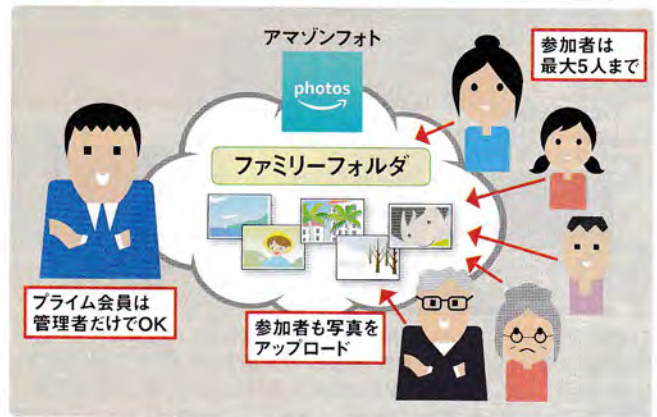 アマゾンフォト
photos
参加者は
最大5人まで
ファミリーフォルダ
プライム会員は
管理者だけでOK
参加者も写真を
アップロード